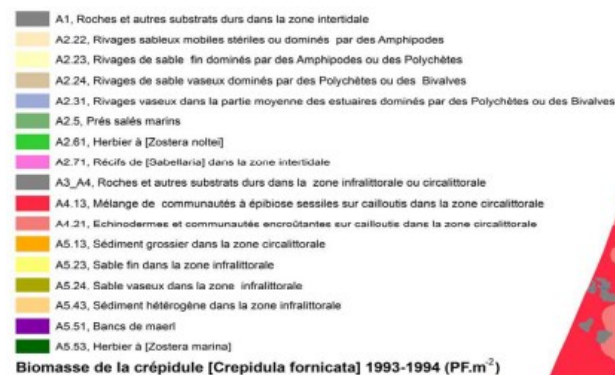 A1, Roches et autres substrats durs dans la zone intertidale
A2.22, Rivages sableux mobiles stériles ou dominés par des Amphipodes
A2.23, Rivages de sable fin dominés par des Amphipodes ou des Polychètes
A2.24, Rivages de sable vaseux dominés par des Polychètes ou des Bivalves
A2.31, Rivages vaseux dans la partie moyenne des estuaires dominés par des Polychètes ou des Bivalves
A2.5, Prés salés marins
A2.61, Herbier à [Zostera noltei]
A2.71, Récifs de [Sabellaria] dans la zone intertidale
A3_A4, Roches et autres substrats durs dans la zone infralittorale ou circalittorale
A4.13, Mélange de communautés à épibiose sessiles sur cailloutis dans la zone circalittorale
A4.21, Echinodermes et communautés encroûtantes sur cailloutis dans la zone circalittorale
A5.13, Sédiment grossier dans la zone circalittorale
A5.23, Sable fin dans la zone infralittorale
A5.24, Sable vaseux dans la zone infralittorale
A5.43, Sédiment hétérogène dans la zone infralittorale
A5.51, Bancs de maerl
A5.53, Herbier à [Zostera marina]
Biomasse de la crépidule [Crepidula fornicata] 1993-1994 (PF.m⁻²)